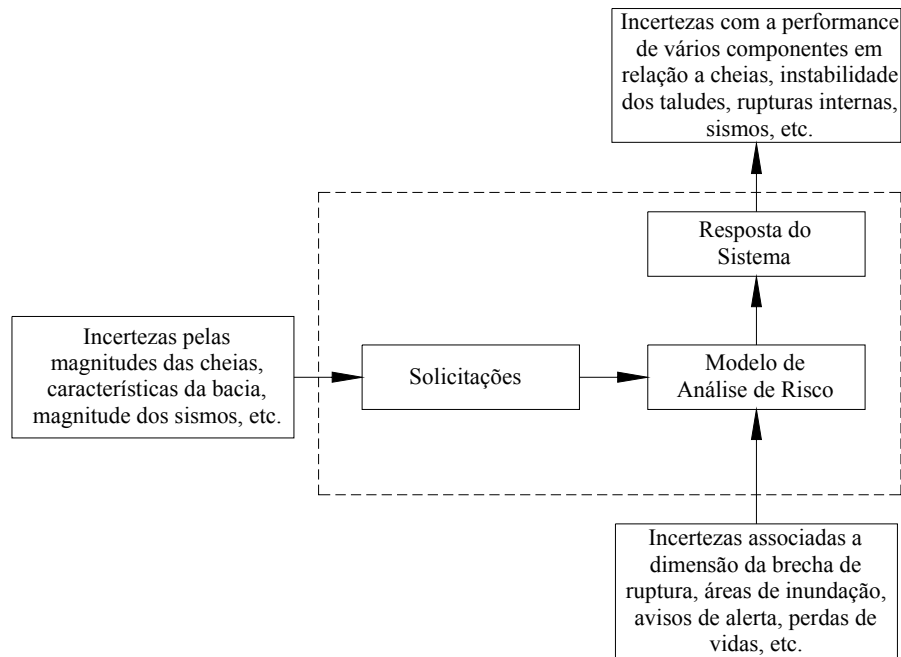 Incertezas com a performance
de vários componentes em
relação a cheias, instabilidade
dos taludes, rupturas internas,
sismos, etc.
Resposta do
Sistema
Incertezas pelas
magnitudes das cheias,
características da bacia,
magnitude dos sismos, etc.
Solicitações
Modelo de
Análise de Risco
Incertezas associadas a
dimensão da brecha de
ruptura, áreas de inundação,
avisos de alerta, perdas de
vidas, etc.